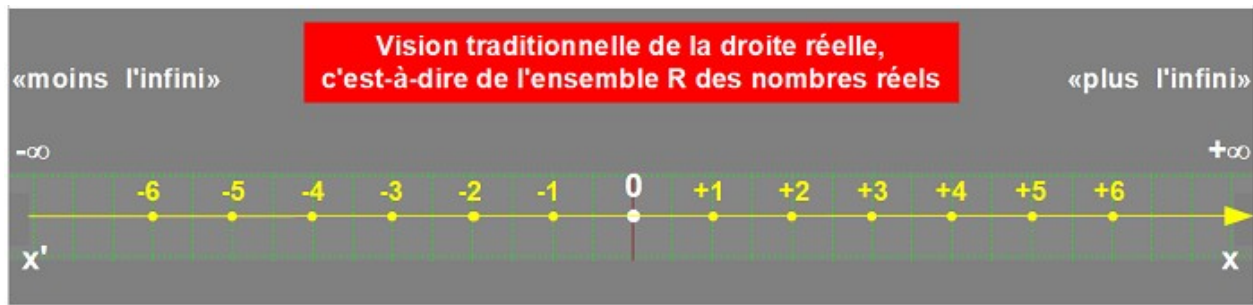 Vision traditionnelle de la droite réelle,
c'est-à-dire de l'ensemble R des nombres réels
«moins l'infini» «plus l'infini»
-∞ +∞
-6 -5 -4 -3 -2 -1 0 +1 +2 +3 +4 +5 +6
x' x